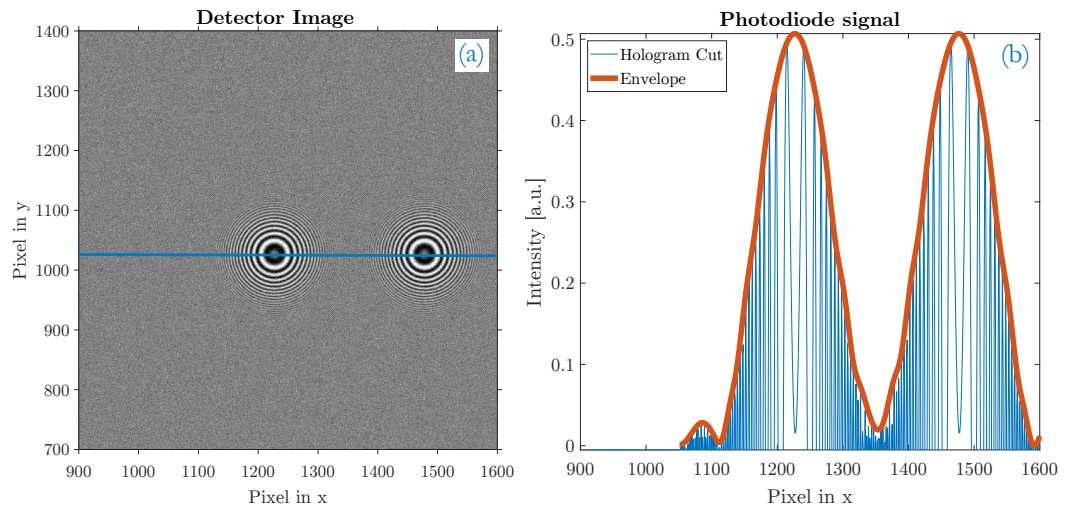 Detector Image
(a)
Pixel in y
1400
1300
1200
1100
1000
900
800
700
900 1000 1100 1200 1300 1400 1500 1600
Pixel in x
Photodiode signal
(b)
Hologram Cut
Envelope
Intensity [a.u.]
0.5
0.4
0.3
0.2
0.1
0
900 1000 1100 1200 1300 1400 1500 1600
Pixel in x